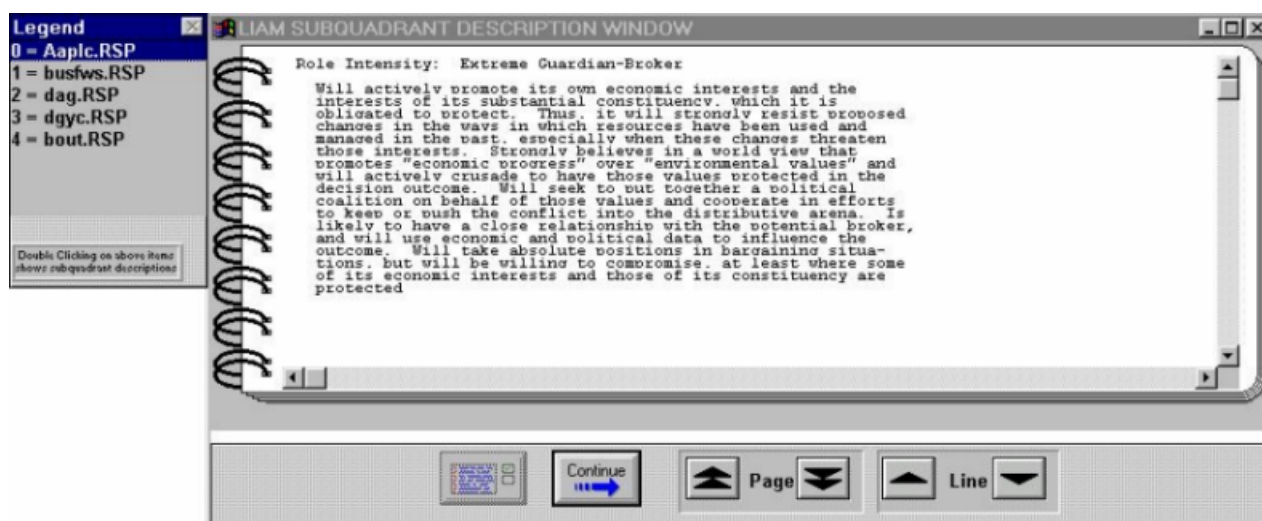 Legend
0 = Aaplc.RSP
1 = busfws.RSP
2 = dag.RSP
3 = dgyc.RSP
4 = bout.RSP
Double Clicking on above items
shows subquadrant descriptions
LIAM SUBQUADRANT DESCRIPTION WINDOW
Role Intensity: Extreme Guardian-Broker
Will actively promote its own economic interests and the
interests of its substantial constituency, which it is
obligated to protect. Thus, it will strongly resist proposed
changes in the ways in which resources have been used and
managed in the past, especially when these changes threaten
those interests. Strongly believes in a world view that
promotes "economic progress" over "environmental values" and
will actively crusade to have those values protected in the
decision outcome. Will seek to put together a political
coalition on behalf of those values and cooperate in efforts
to keep or push the conflict into the distributive arena. Is
likely to have a close relationship with the potential broker,
and will use economic and political data to influence the
outcome. Will take absolute positions in bargaining situa-
tions, but will be willing to compromise, at least where some
of its economic interests and those of its constituency are
protected
Continue
Page
Line